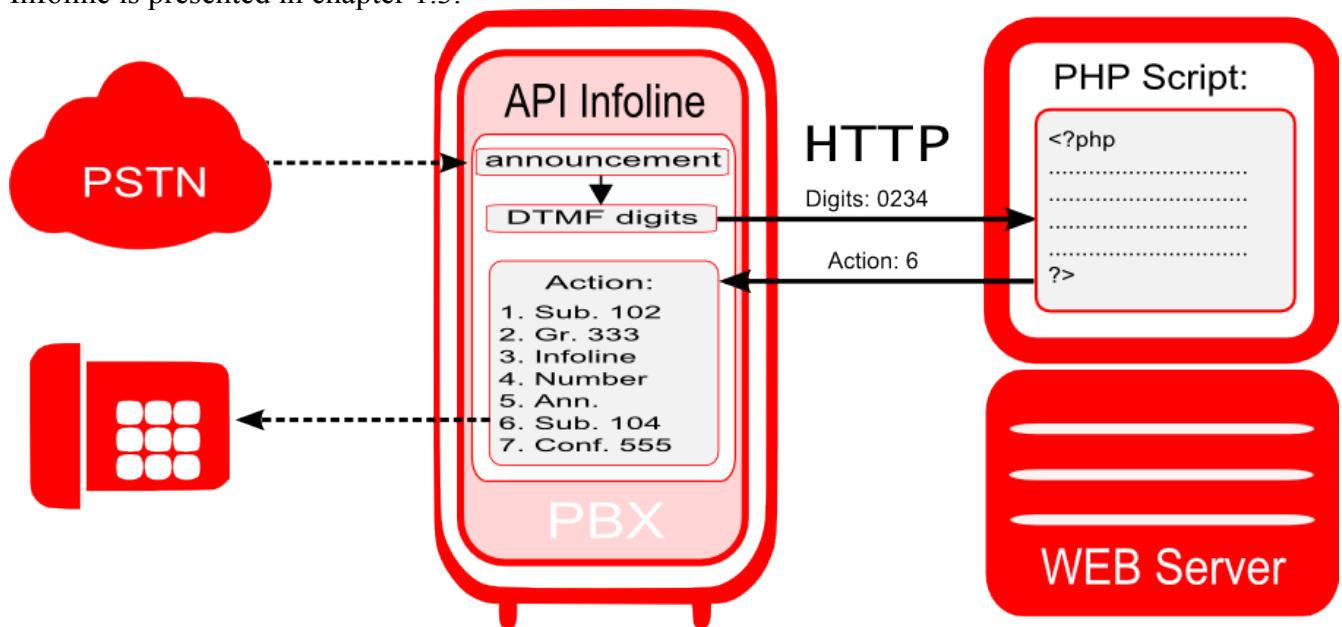 Infoline is presented in chapter 1.3.
PSTN
API Infoline
announcement
DTMF digits
Action:
1. Sub. 102
2. Gr. 333
3. Infoline
4. Number
5. Ann.
6. Sub. 104
7. Conf. 555
PBX
HTTP
Digits: 0234
Action: 6
PHP Script:
<?php
..............................
..............................
..............................
..............................
?>
WEB Server